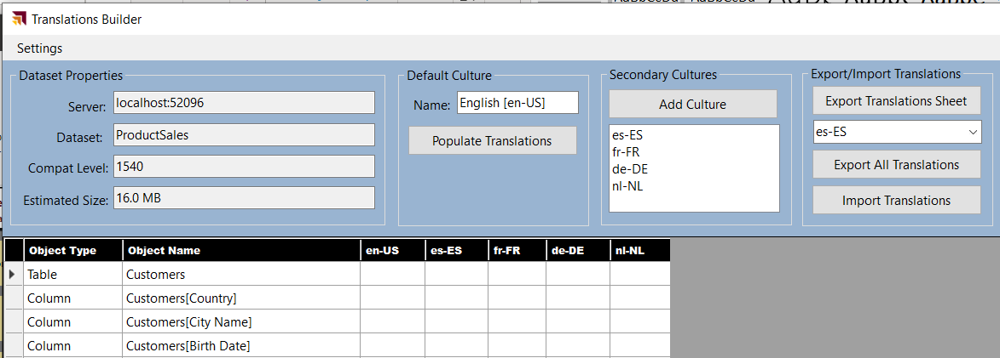 Translations Builder
Settings
Dataset Properties
Server: localhost:52096
Dataset: ProductSales
Compat Level: 1540
Estimated Size: 16.0 MB
Default Culture
Name: English [en-US]
Populate Translations
Secondary Cultures
Add Culture
es-ES
fr-FR
de-DE
nl-NL
Export/Import Translations
Export Translations Sheet
es-ES
Export All Translations
Import Translations
Object Type Object Name en-US es-ES fr-FR de-DE nl-NL
Table Customers
Column Customers[Country]
Column Customers[City Name]
Column Customers[Birth Date]